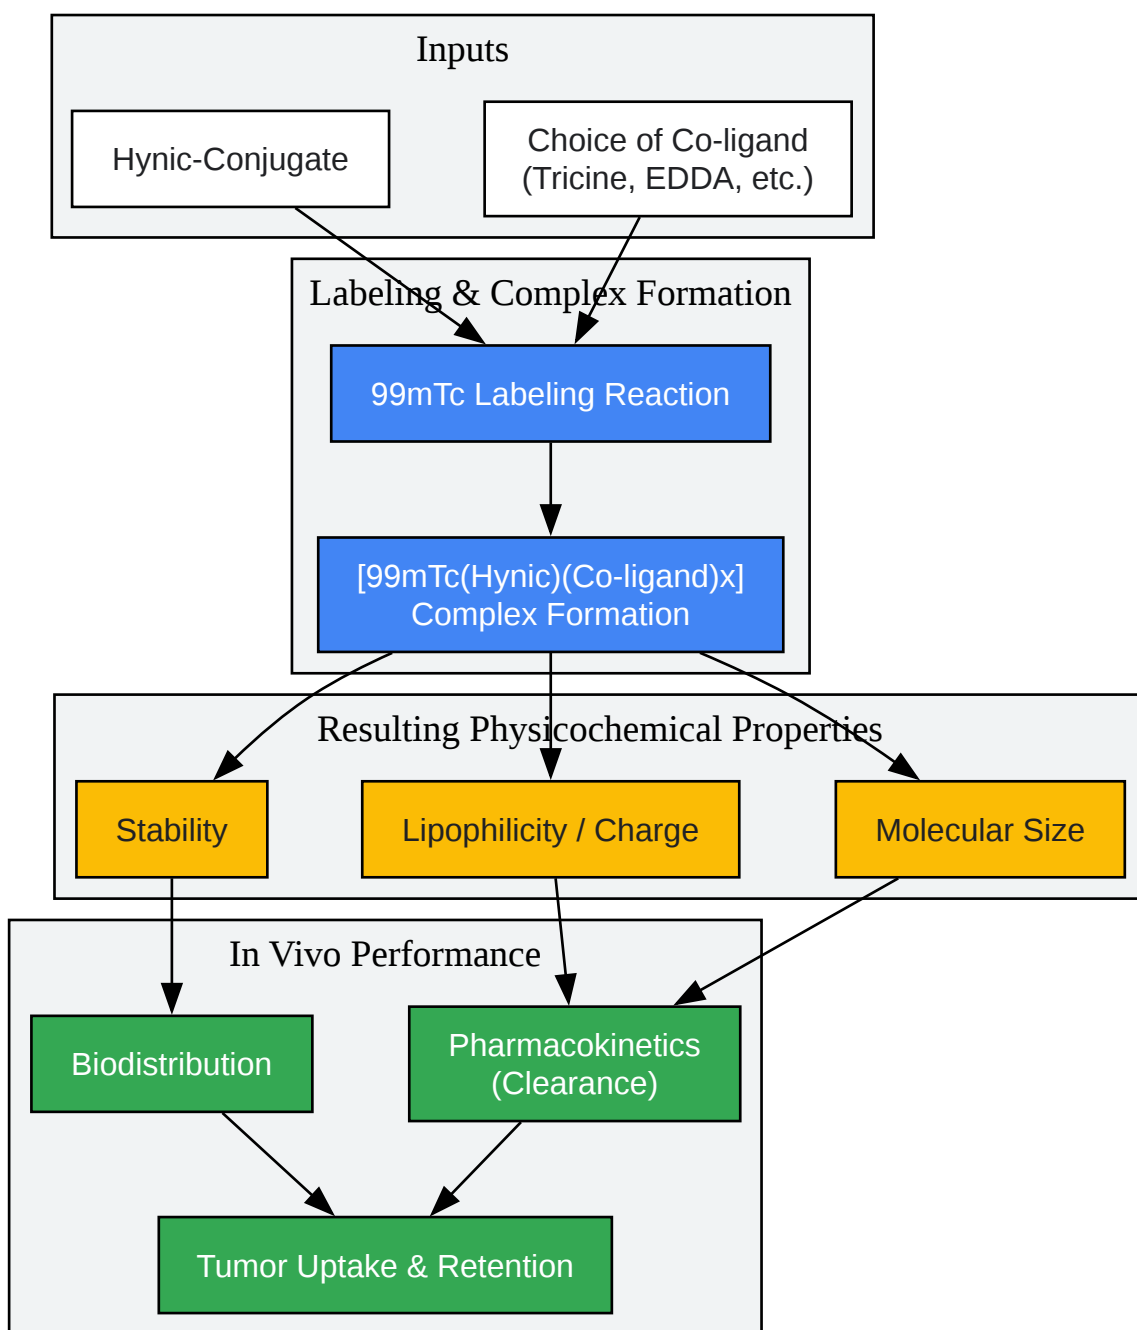 Inputs
Hynic-Conjugate
Choice of Co-ligand
(Tricine, EDDA, etc.)
Labeling & Complex Formation
99mTc Labeling Reaction
[99mTc(Hynic)(Co-ligand)x]
Complex Formation
Resulting Physicochemical Properties
Stability
Lipophilicity / Charge
Molecular Size
In Vivo Performance
Biodistribution
Pharmacokinetics
(Clearance)
Tumor Uptake & Retention